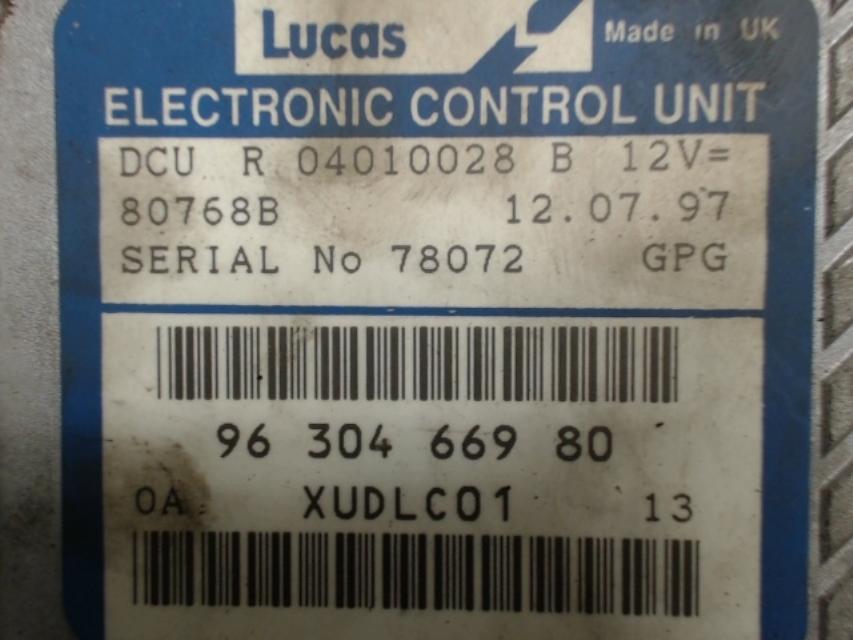 Lucas Made in UK
ELECTRONIC CONTROL UNIT
DCU R 04010028 B 12V=
80768B 12.07.97
SERIAL No 78072 GPG
96 304 669 80
0A XUDLC01 13